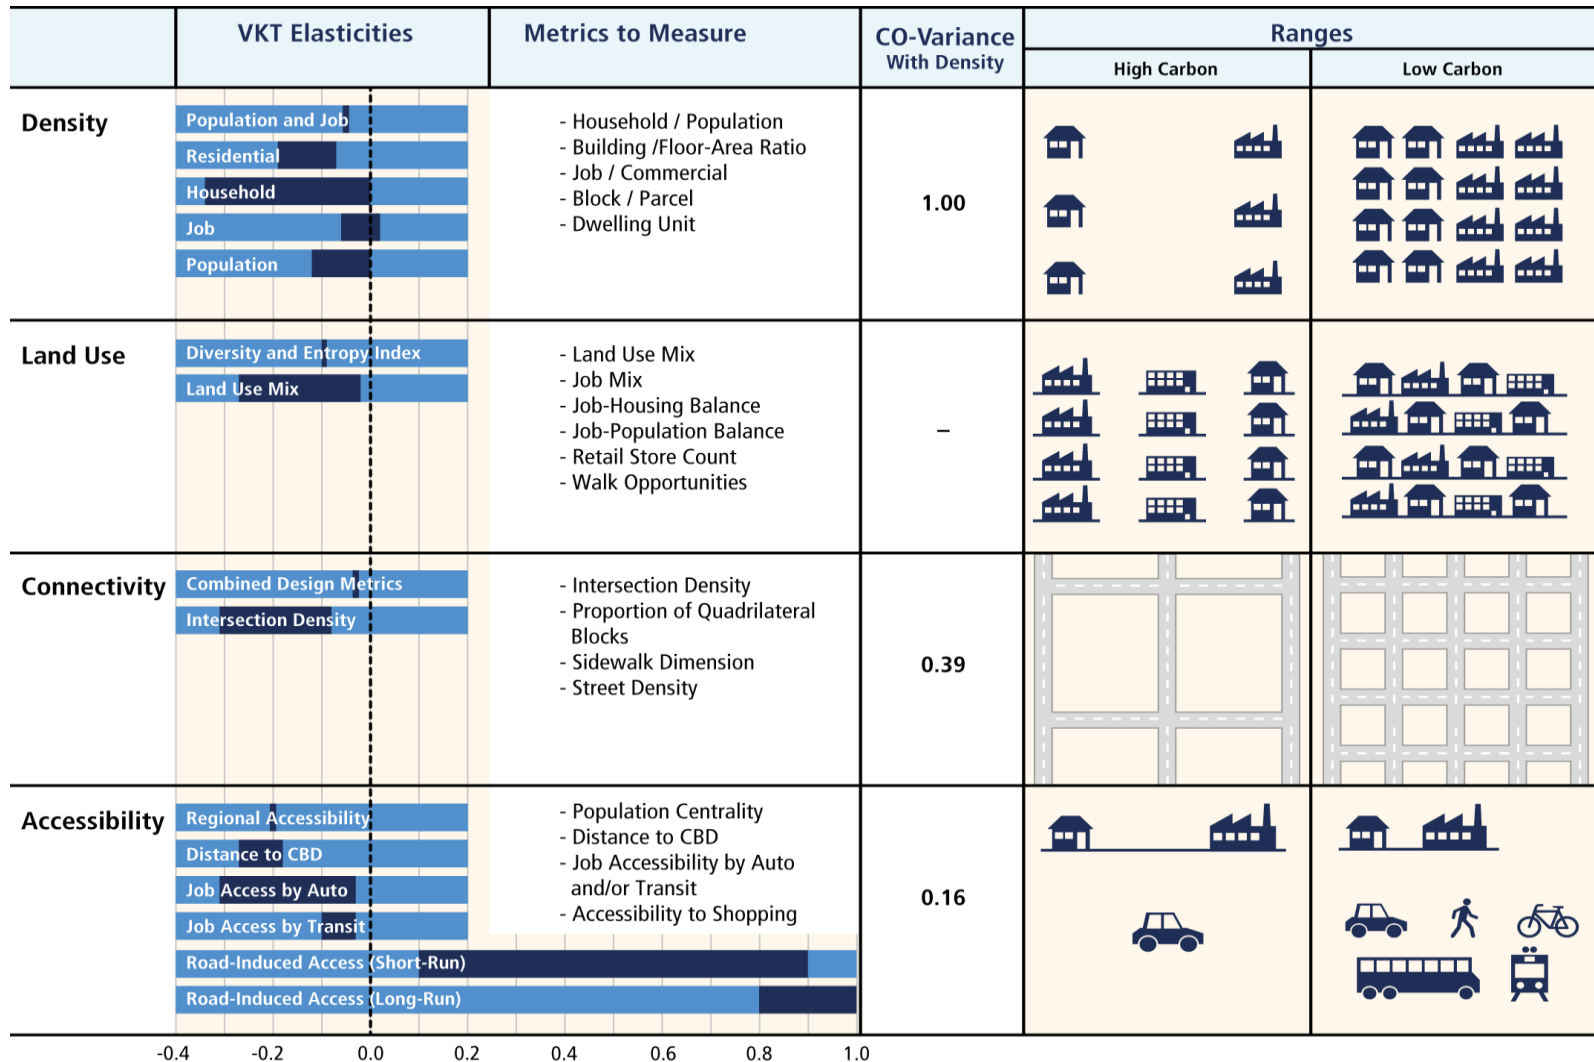 VKT Elasticities
Metrics to Measure
CO-Variance
With Density
Ranges
High Carbon
Low Carbon
Density
Population and Job
Residential
Household
Job
Population
- Household / Population
- Building /Floor-Area Ratio
- Job / Commercial
- Block / Parcel
- Dwelling Unit
1.00
Land Use
Diversity and Entropy Index
Land Use Mix
- Land Use Mix
- Job Mix
- Job-Housing Balance
- Job-Population Balance
- Retail Store Count
- Walk Opportunities
–
Connectivity
Combined Design Metrics
Intersection Density
- Intersection Density
- Proportion of Quadrilateral
Blocks
- Sidewalk Dimension
- Street Density
0.39
Accessibility
Regional Accessibility
Distance to CBD
Job Access by Auto
Job Access by Transit
Road-Induced Access (Short-Run)
Road-Induced Access (Long-Run)
- Population Centrality
- Distance to CBD
- Job Accessibility by Auto
and/or Transit
- Accessibility to Shopping
0.16
-0.4 -0.2 0.0 0.2 0.4 0.6 0.8 1.0